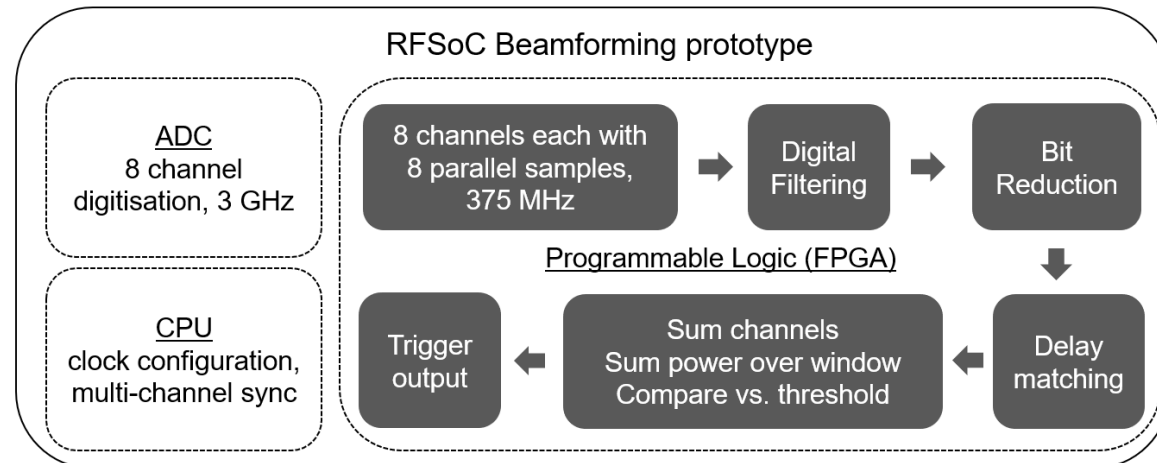 RFSoC Beamforming prototype
ADC
8 channel
digitisation, 3 GHz
CPU
clock configuration,
multi-channel sync
8 channels each with
8 parallel samples,
375 MHz
Digital
Filtering
Bit
Reduction
Programmable Logic (FPGA)
Delay
matching
Sum channels
Sum power over window
Compare vs. threshold
Trigger
output